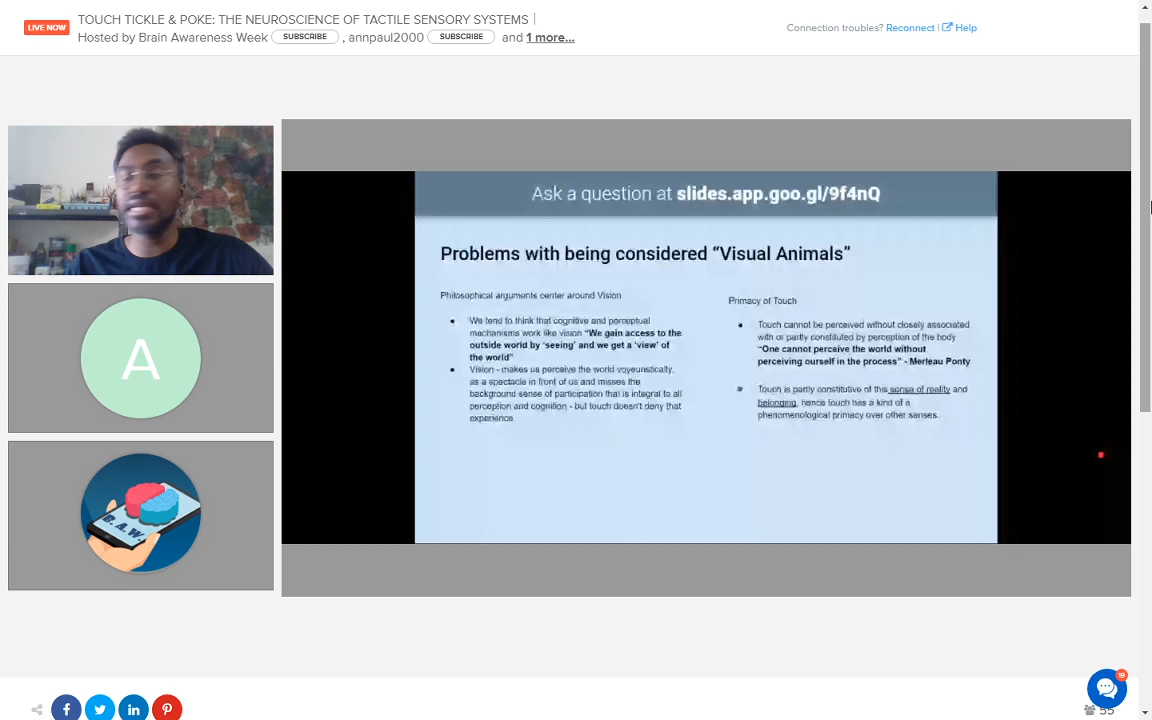 LIVE NOW
TOUCH TICKLE & POKE: THE NEUROSCIENCE OF TACTILE SENSORY SYSTEMS
Hosted by Brain Awareness Week SUBSCRIBE , annpaul2000 SUBSCRIBE and 1 more...
Connection troubles? Reconnect | Help
Ask a question at slides.app.goo.gl/9f4nQ
Problems with being considered “Visual Animals”
Philosophical arguments center around Vision
We tend to think that cognitive and perceptual
mechanisms work like vision “We gain access to the
outside world by ‘seeing’ and we get a ‘view’ of
the world”
Vision - makes us perceive the world voyeuristically,
as a spectacle in front of us and misses the
background sense of participation that is integral to all
perception and cognition - but touch doesn't deny that
experience
Primacy of Touch
Touch cannot be perceived without closely associated
with or partly constituted by perception of the body
“One cannot perceive the world without
perceiving ourself in the process” - Merleau Ponty
Touch is partly constitutive of this sense of reality and
belonging, hence touch has a kind of a
phenomenological primacy over other senses.
A
B.A.W.
19
55